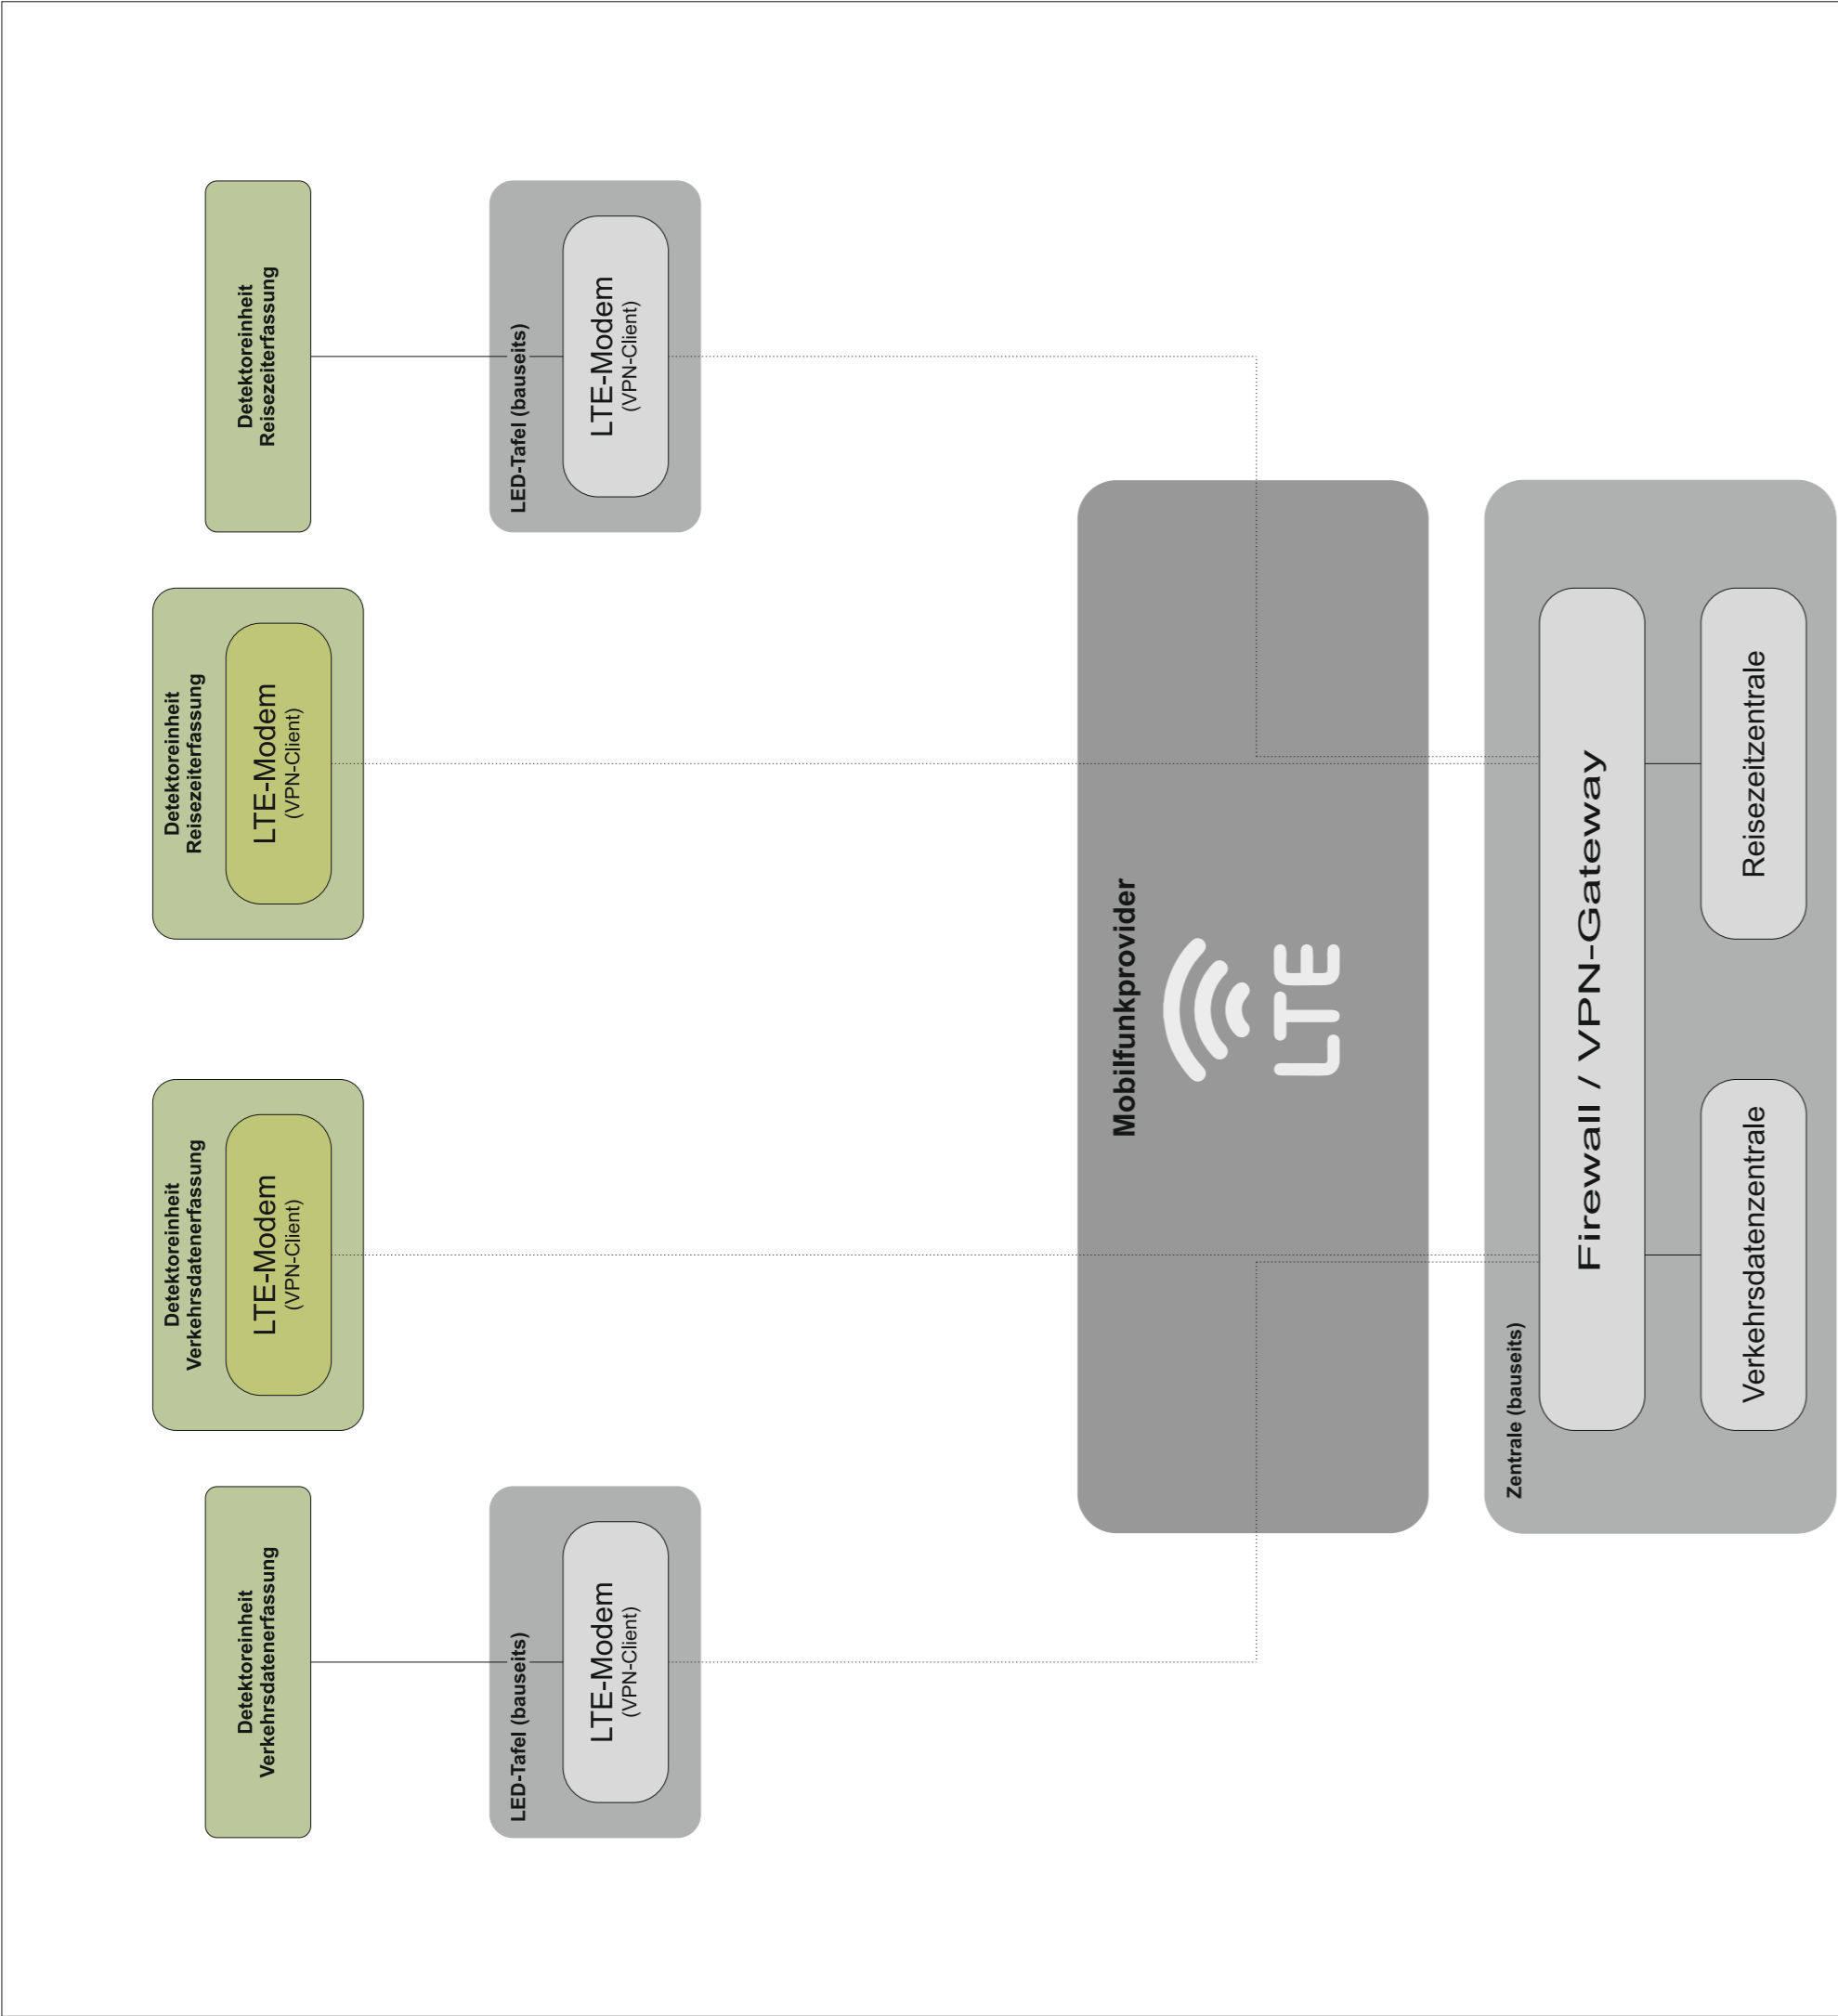 Detektoreinheit
Verkehrsdatenerfassung
LED-Tafel (bauseits)
LTE-Modem
(VPN-Client)
Detektoreinheit
Verkehrsdatenerfassung
LTE-Modem
(VPN-Client)
Detektoreinheit
Reisezeiterfassung
LTE-Modem
(VPN-Client)
Detektoreinheit
Reisezeiterfassung
LED-Tafel (bauseits)
LTE-Modem
(VPN-Client)
Mobilfunkprovider
LTE
Zentrale (bauseits)
Firewall / VPN-Gateway
Verkehrsdatenzentrale
Reisezeitzentrale